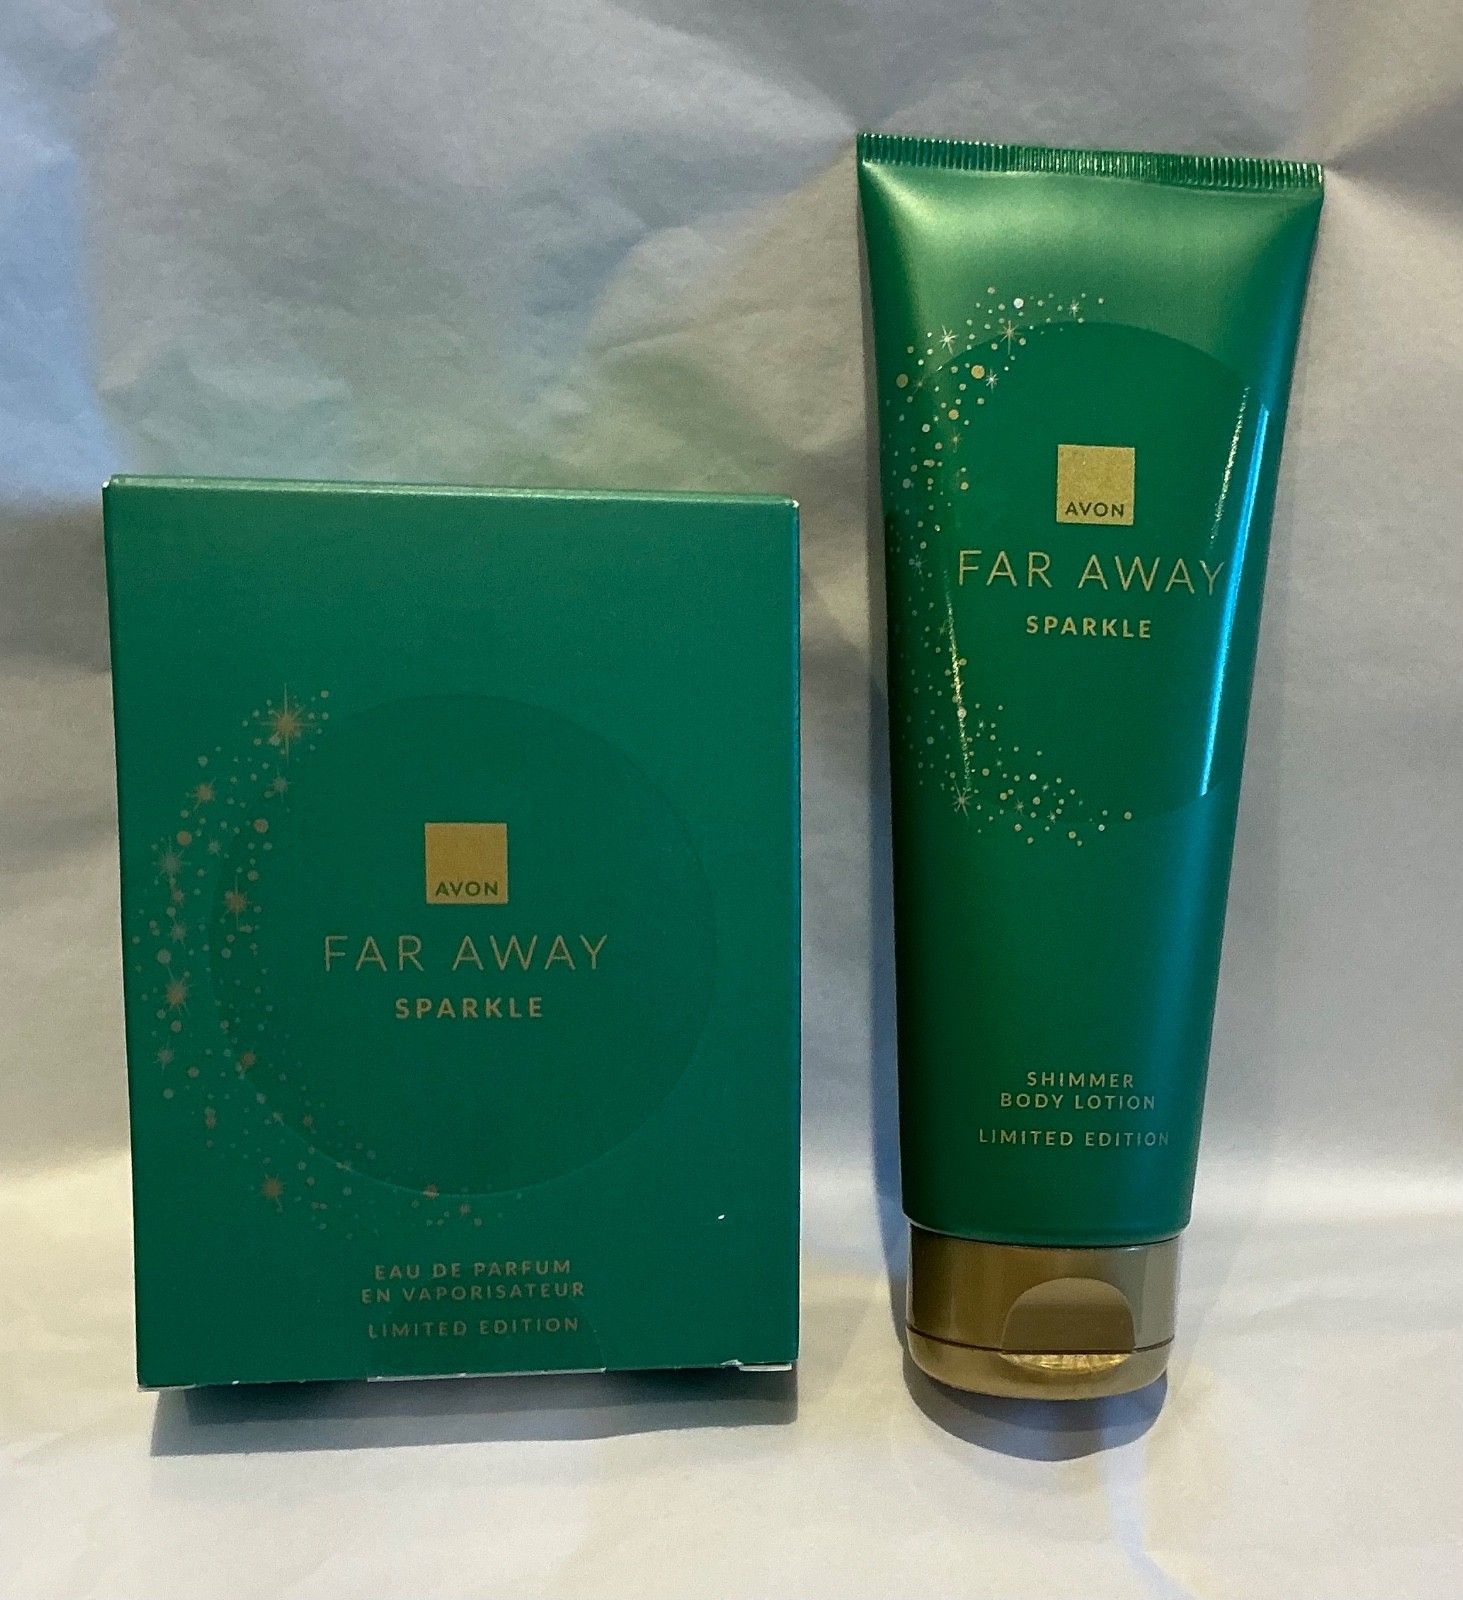 AVON
FAR AWAY
SPARKLE
EAU DE PARFUM
EN VAPORISATEUR
LIMITED EDITION
AVON
FAR AWAY
SPARKLE
SHIMMER
BODY LOTION
LIMITED EDITION